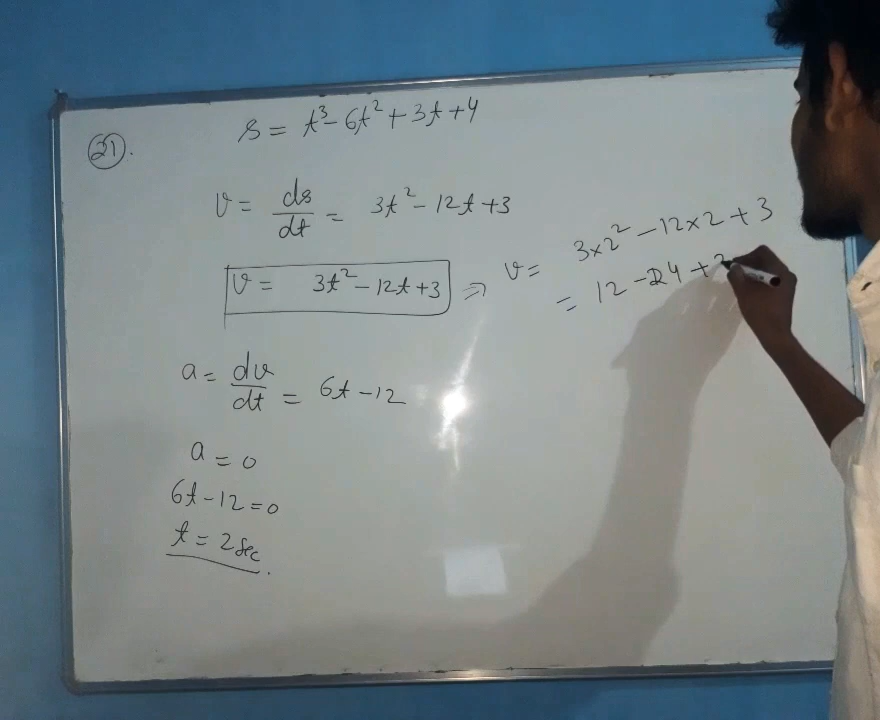 21.
s = t³ - 6t² + 3t + 4
v = ds/dt = 3t² - 12t + 3
v = 3t² - 12t + 3 ⇒ v = 3×2² - 12×2 + 3
= 12 - 24 + 3
a = dv/dt = 6t - 12
a = 0
6t - 12 = 0
t = 2 sec.